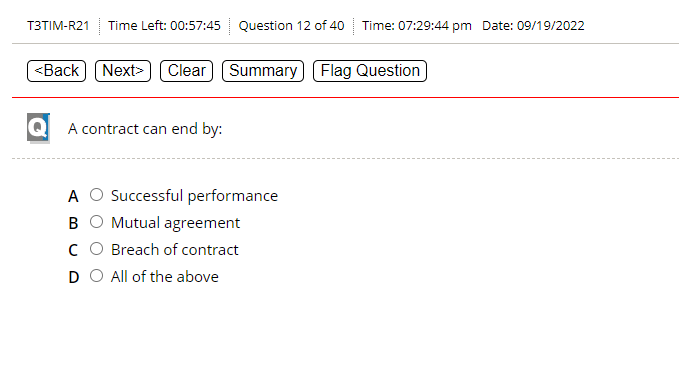 T3TIM-R21 Time Left: 00:57:45 Question 12 of 40 Time: 07:29:44 pm Date: 09/19/2022
<Back Next> Clear Summary Flag Question
Q A contract can end by:
A Successful performance
B Mutual agreement
C Breach of contract
D All of the above